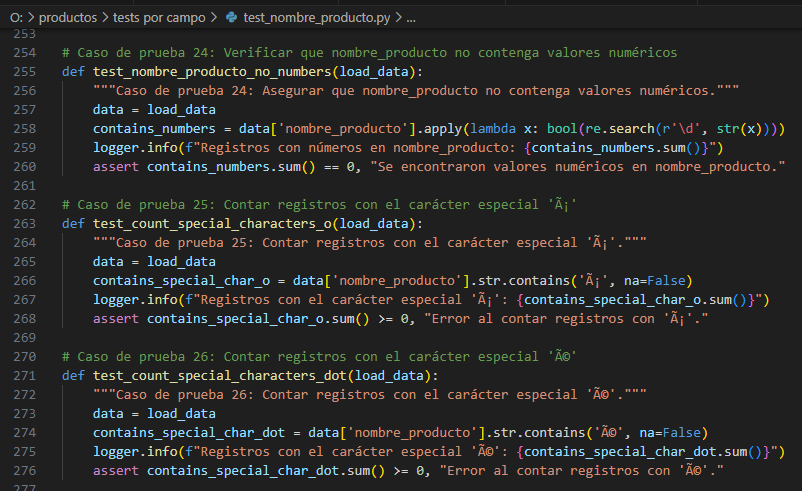 O: > productos > tests por campo > test_nombre_producto.py > ...
253
254 # Caso de prueba 24: Verificar que nombre_producto no contenga valores numéricos
255 def test_nombre_producto_no_numbers(load_data):
256     """Caso de prueba 24: Asegurar que nombre_producto no contenga valores numéricos."""
257     data = load_data
258     contains_numbers = data['nombre_producto'].apply(lambda x: bool(re.search(r'\d', str(x))))
259     logger.info(f"Registros con números en nombre_producto: {contains_numbers.sum()}")
260     assert contains_numbers.sum() == 0, "Se encontraron valores numéricos en nombre_producto."
261
262 # Caso de prueba 25: Contar registros con el carácter especial 'Ã¡'
263 def test_count_special_characters_o(load_data):
264     """Caso de prueba 25: Contar registros con el carácter especial 'Ã¡'."""
265     data = load_data
266     contains_special_char_o = data['nombre_producto'].str.contains('Ã¡', na=False)
267     logger.info(f"Registros con el carácter especial 'Ã¡': {contains_special_char_o.sum()}")
268     assert contains_special_char_o.sum() >= 0, "Error al contar registros con 'Ã¡'."
269
270 # Caso de prueba 26: Contar registros con el carácter especial 'Ã©'
271 def test_count_special_characters_dot(load_data):
272     """Caso de prueba 26: Contar registros con el carácter especial 'Ã©'."""
273     data = load_data
274     contains_special_char_dot = data['nombre_producto'].str.contains('Ã©', na=False)
275     logger.info(f"Registros con el carácter especial 'Ã©': {contains_special_char_dot.sum()}")
276     assert contains_special_char_dot.sum() >= 0, "Error al contar registros con 'Ã©'."
277